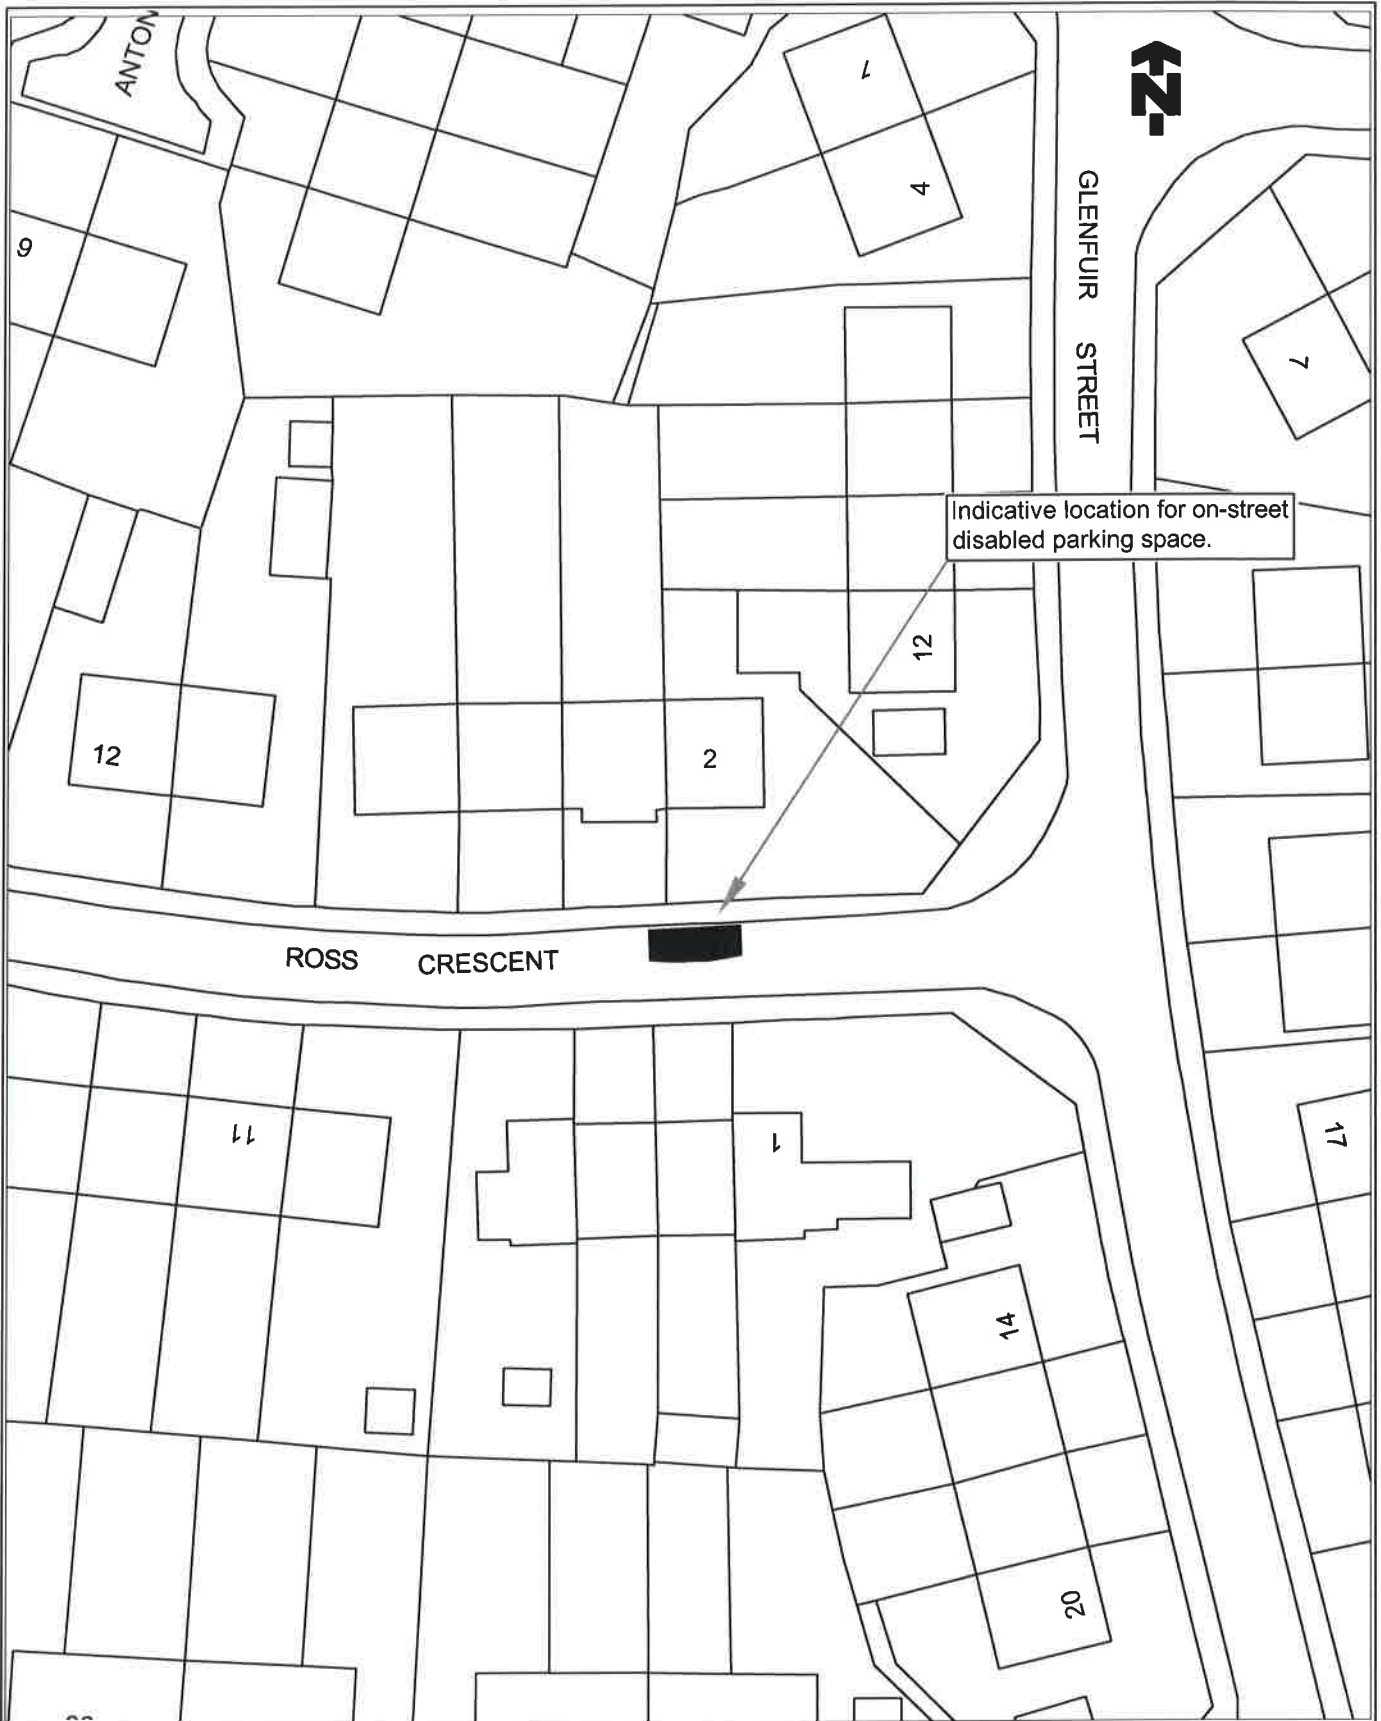 ANTON
1
N
4
GLENFUIR STREET
9
7
Indicative location for on-street
disabled parking space.
12
12
2
ROSS CRESCENT
11
1
17
14
20